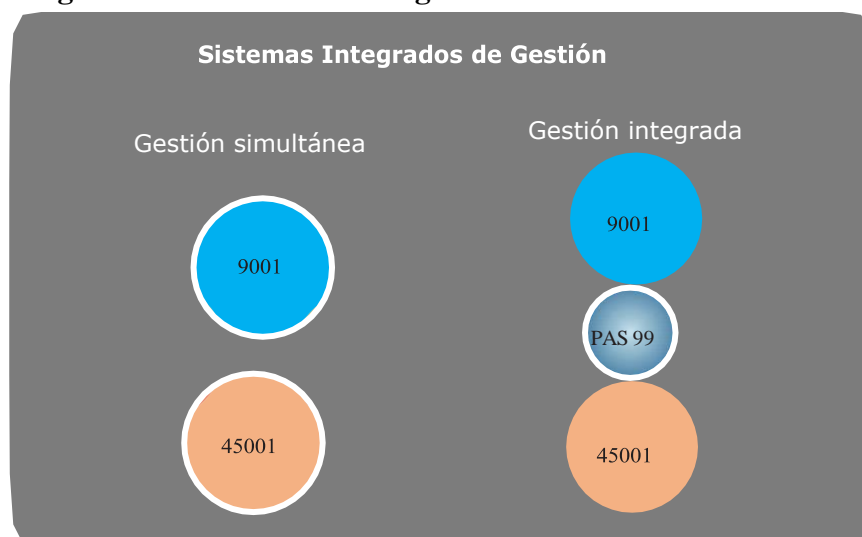 Sistemas Integrados de Gestión
Gestión simultánea
Gestión integrada
9001
9001
PAS 99
45001
45001